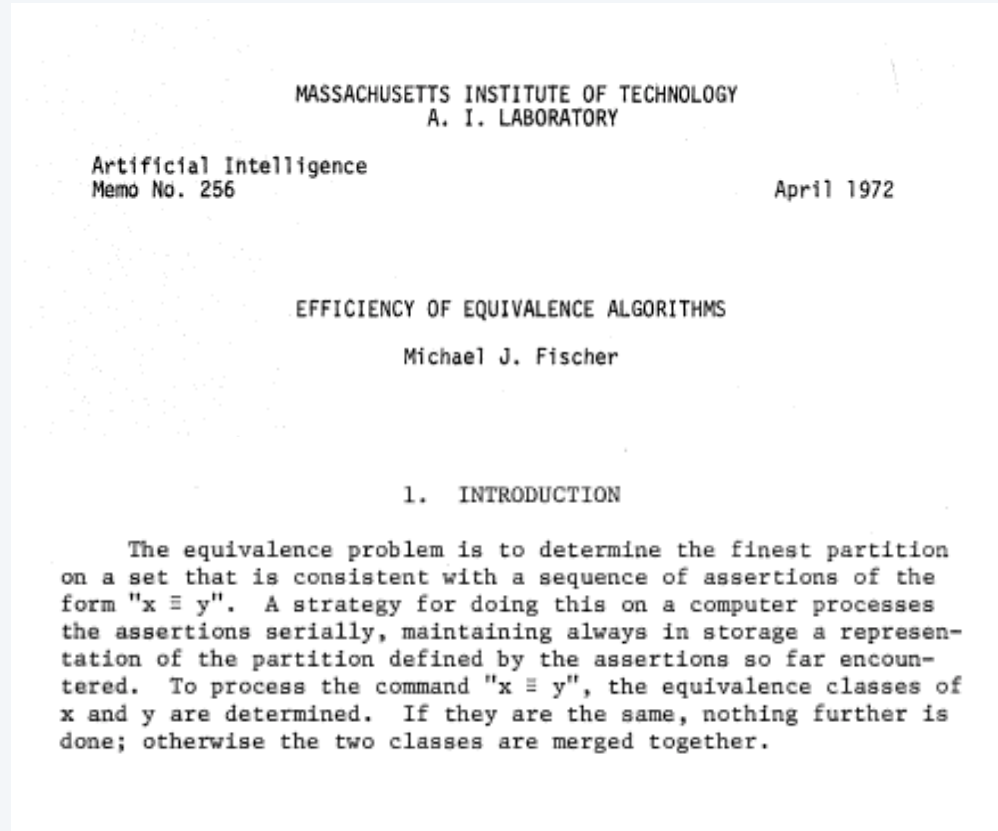 MASSACHUSETTS INSTITUTE OF TECHNOLOGY
A. I. LABORATORY
Artificial Intelligence
Memo No. 256 April 1972
EFFICIENCY OF EQUIVALENCE ALGORITHMS
Michael J. Fischer
1. INTRODUCTION
The equivalence problem is to determine the finest partition
on a set that is consistent with a sequence of assertions of the
form "x ≡ y". A strategy for doing this on a computer processes
the assertions serially, maintaining always in storage a represen-
tation of the partition defined by the assertions so far encoun-
tered. To process the command "x ≡ y", the equivalence classes of
x and y are determined. If they are the same, nothing further is
done; otherwise the two classes are merged together.